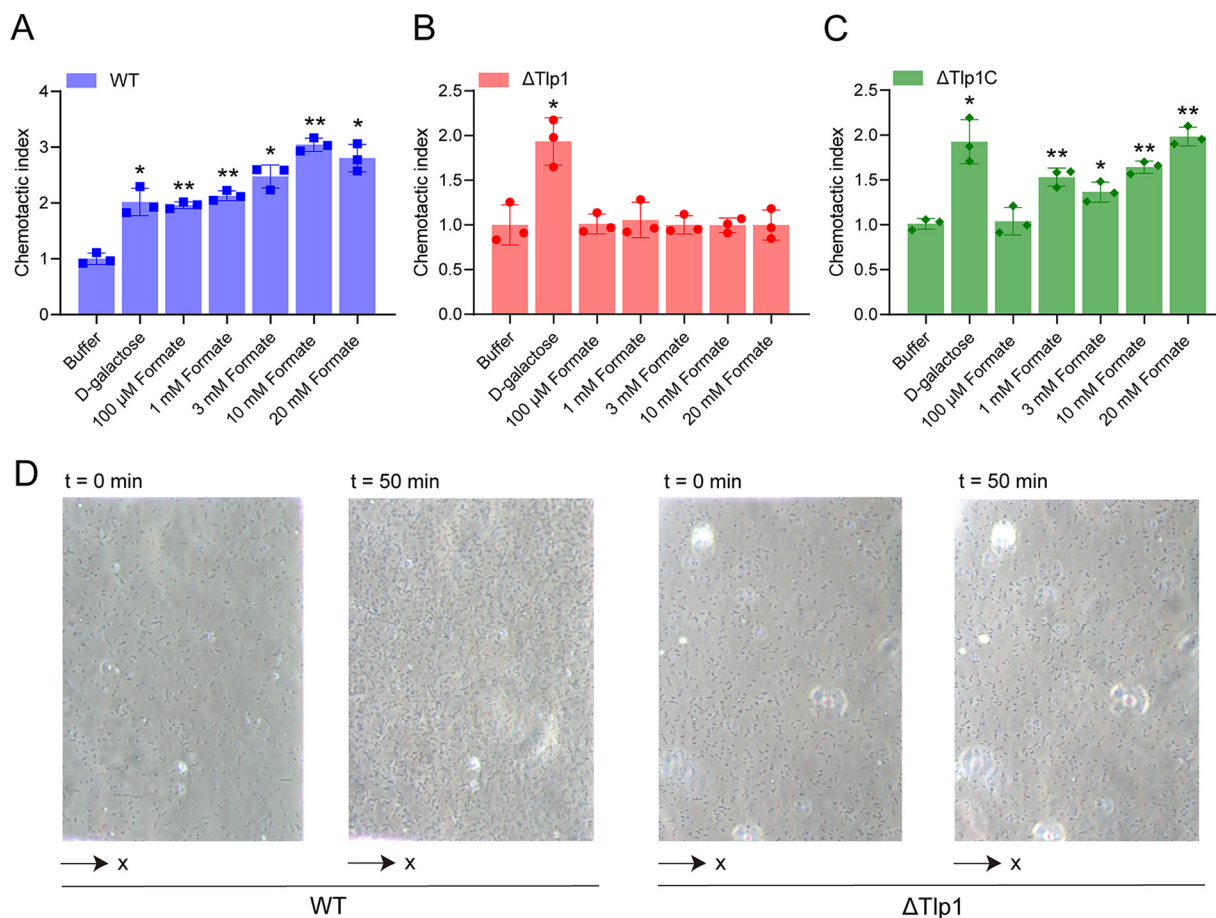 A
WT
Chemotactic index
4
3
2
1
0
Buffer
D-galactose
100 µM Formate
1 mM Formate
3 mM Formate
10 mM Formate
20 mM Formate
*
**
**
*
**
*
B
ΔTlp1
Chemotactic index
2.5
2.0
1.5
1.0
0.5
0.0
Buffer
D-galactose
100 µM Formate
1 mM Formate
3 mM Formate
10 mM Formate
20 mM Formate
*
C
ΔTlp1C
Chemotactic index
2.5
2.0
1.5
1.0
0.5
0.0
Buffer
D-galactose
100 µM Formate
1 mM Formate
3 mM Formate
10 mM Formate
20 mM Formate
*
**
*
**
**
D
t = 0 min
t = 50 min
t = 0 min
t = 50 min
x
x
x
x
WT
ΔTlp1